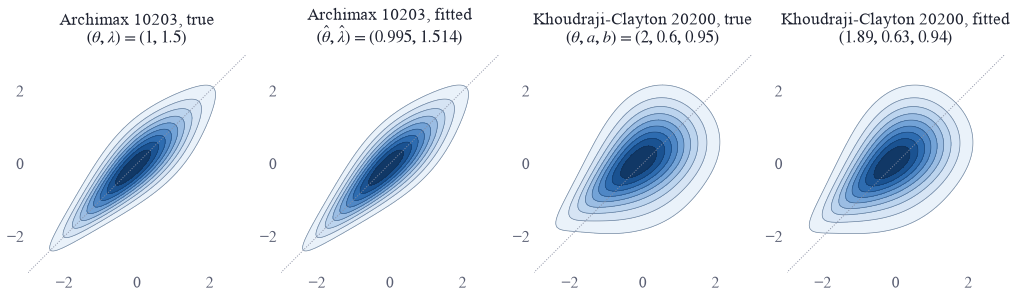 Archimax 10203, true
(θ, λ) = (1, 1.5)
Archimax 10203, fitted
(θ̂, λ̂) = (0.995, 1.514)
Khoudraji-Clayton 20200, true
(θ, a, b) = (2, 0.6, 0.95)
Khoudraji-Clayton 20200, fitted
(1.89, 0.63, 0.94)
2
0
−2
−2 0 2
2
0
−2
−2 0 2
2
0
−2
−2 0 2
2
0
−2
−2 0 2